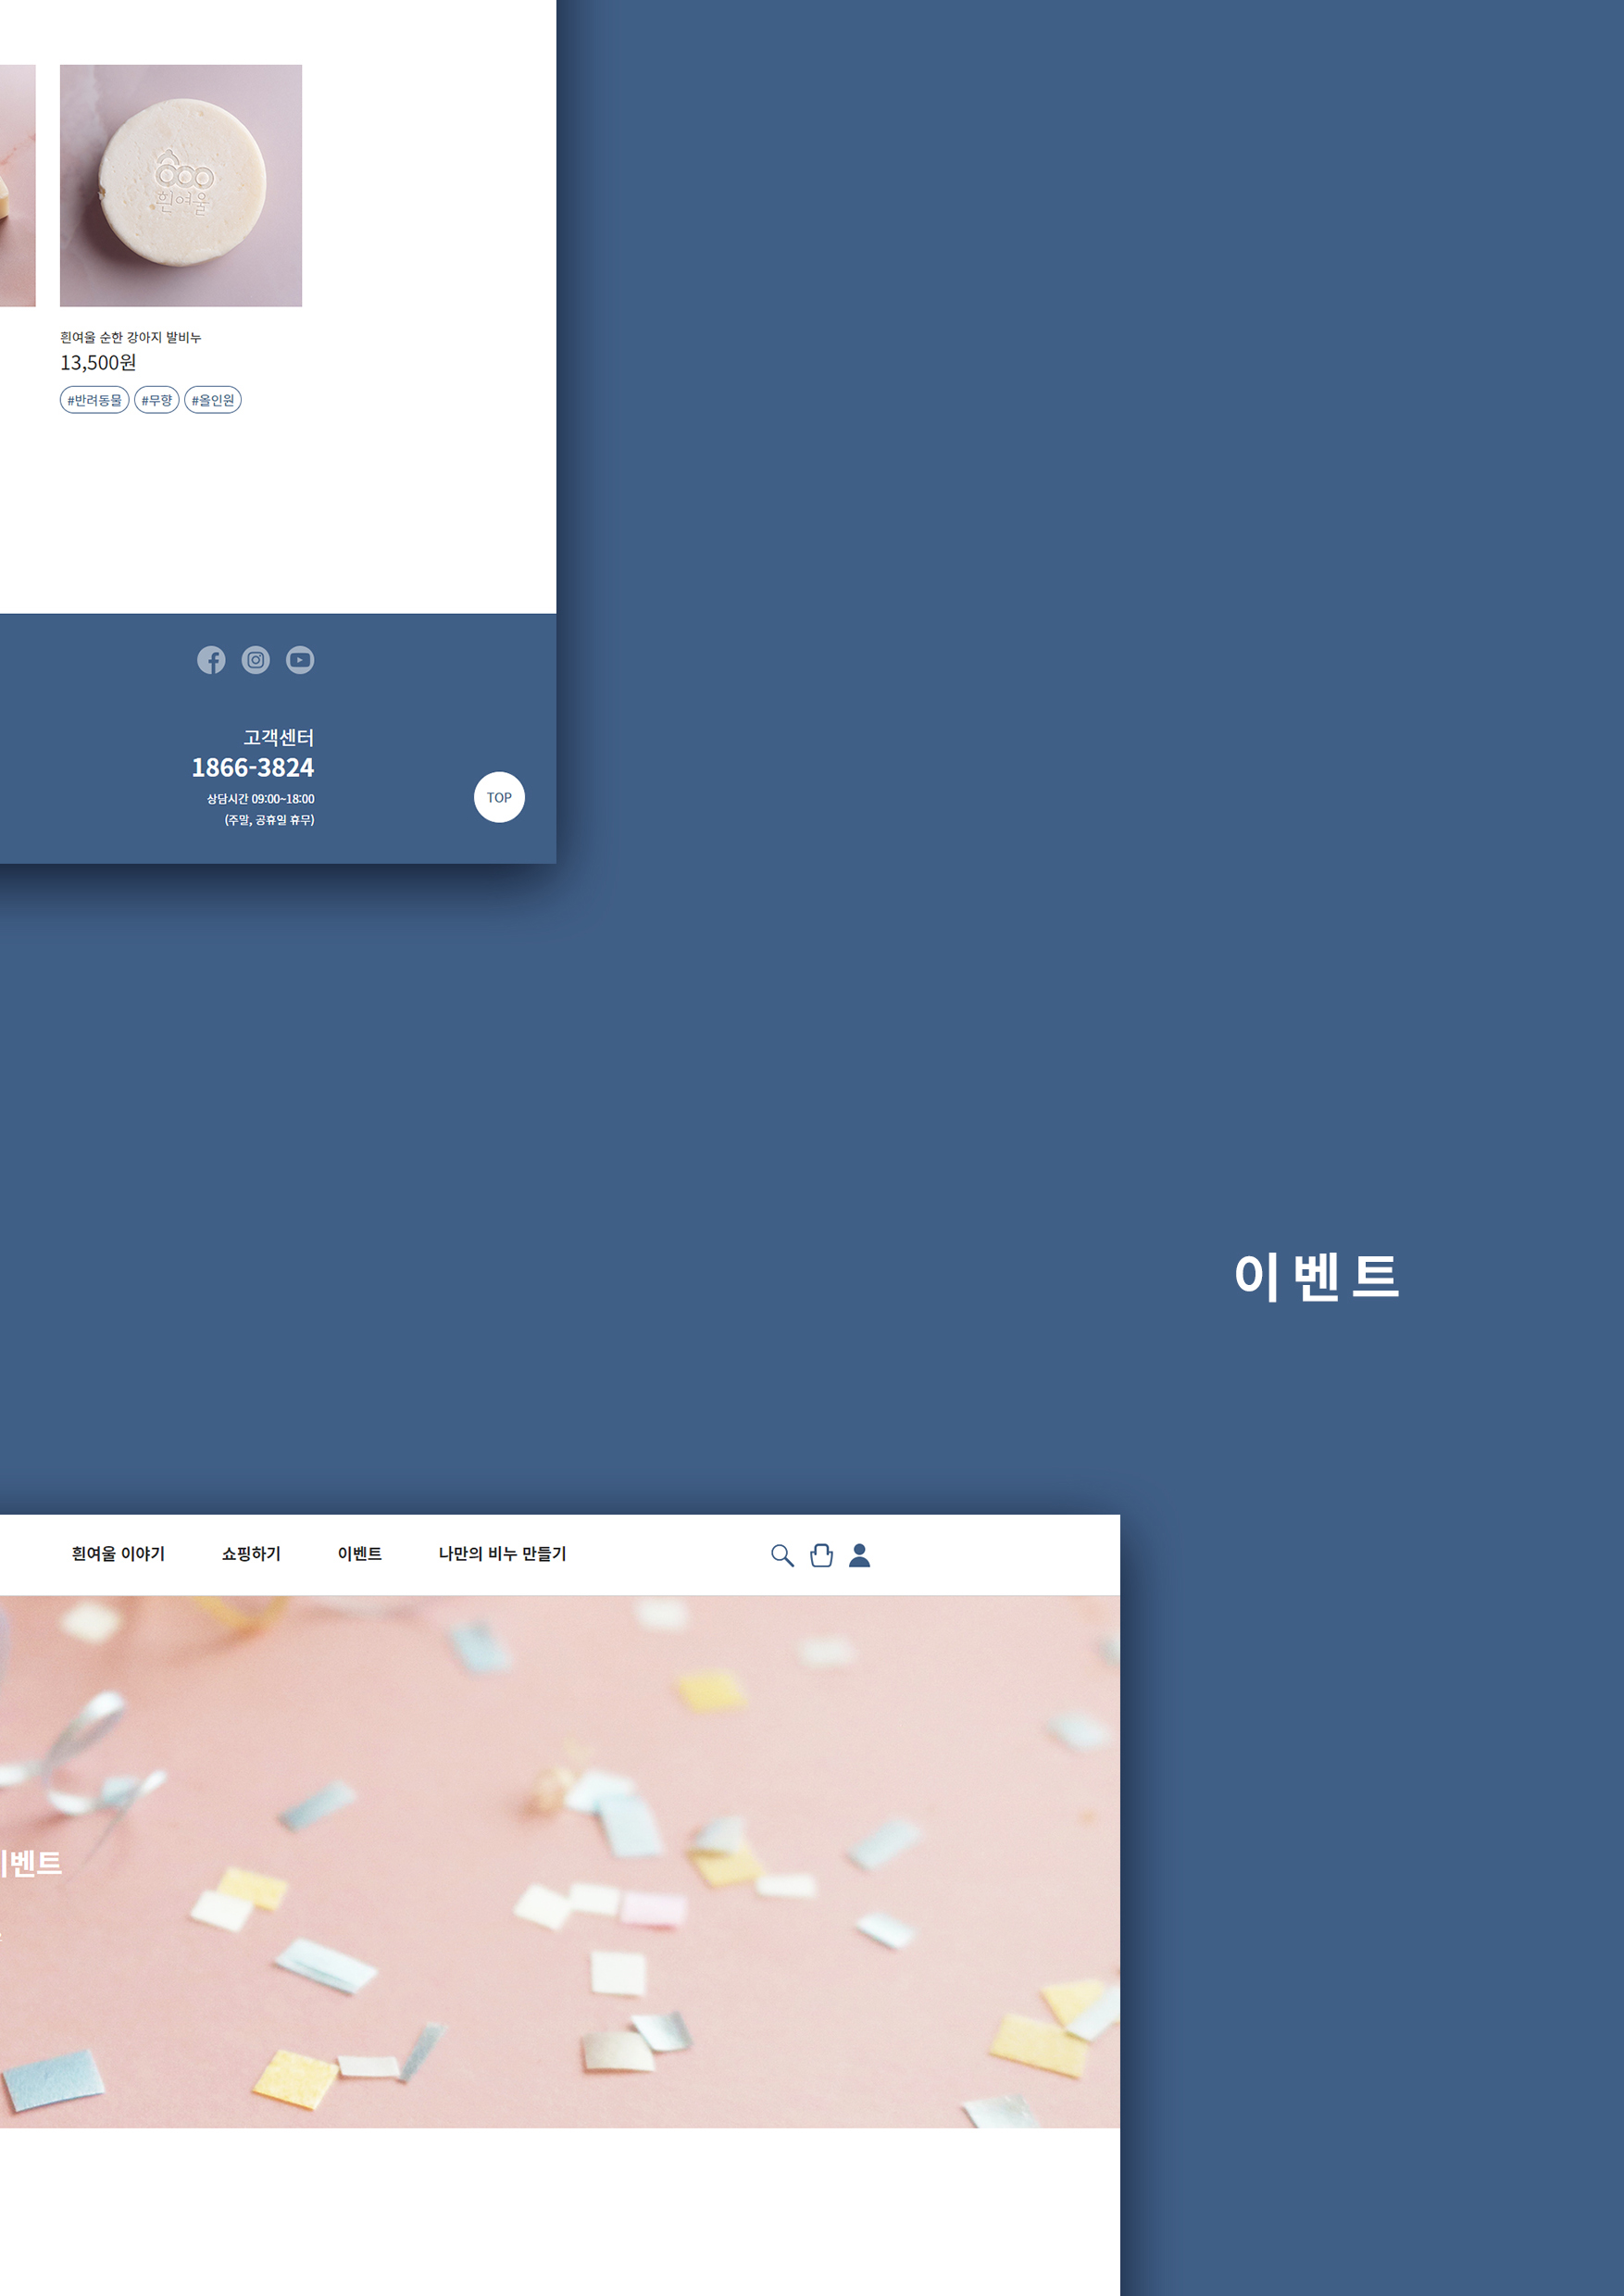 흰여울
흰여울 순한 강아지 발비누
13,500원
#반려동물 #무향 #올인원
고객센터
1866-3824
상담시간 09:00~18:00
(주말, 공휴일 휴무)
TOP
이벤트
흰여울 이야기 쇼핑하기 이벤트 나만의 비누 만들기
이벤트